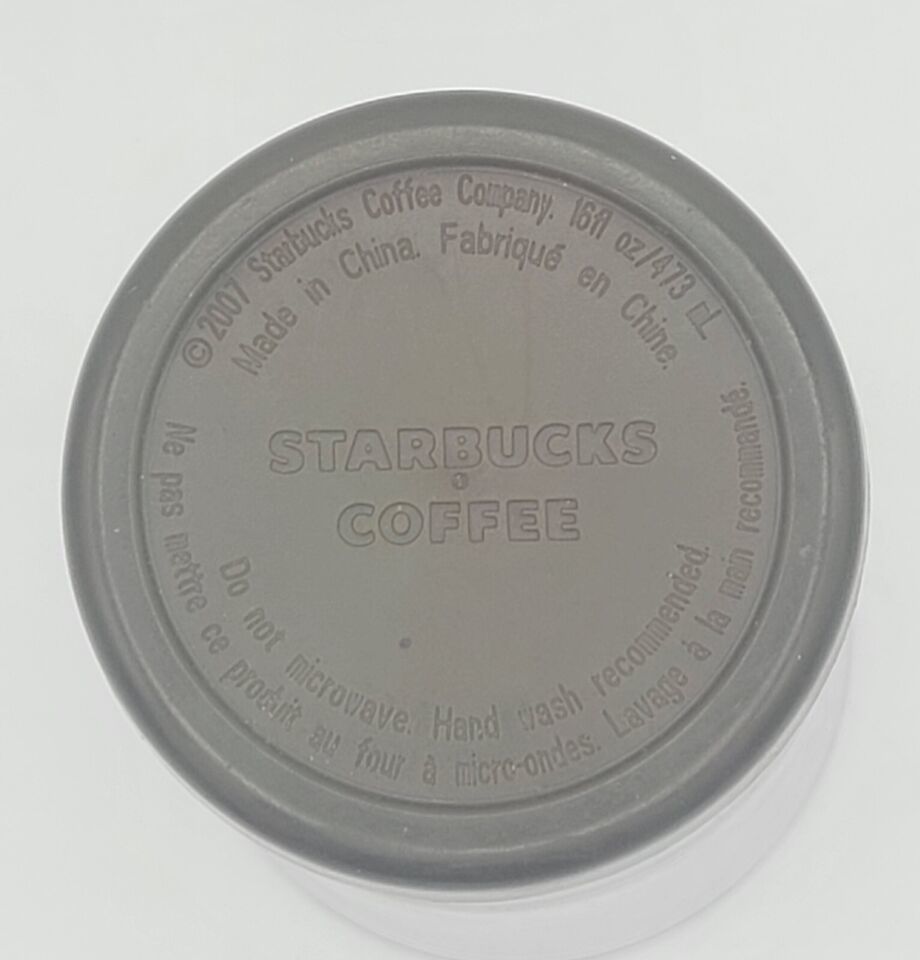 ©2007 Starbucks Coffee Company. 16fl oz/473 mL
Made in China. Fabriqué en Chine.
STARBUCKS
COFFEE
Do not microwave. Hand wash recommended.
Ne pas mettre ce produit au four à micro-ondes. Lavage à la main recommandé.